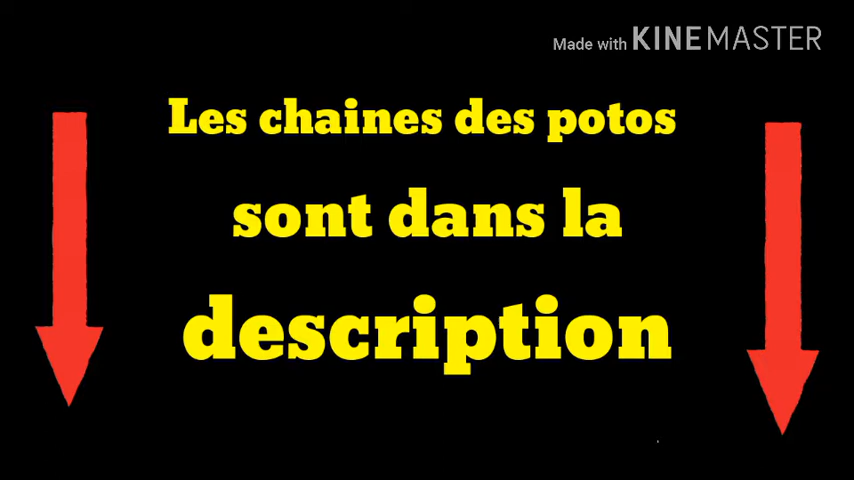 Made with KINEMASTER
Les chaines des potos
sont dans la
description